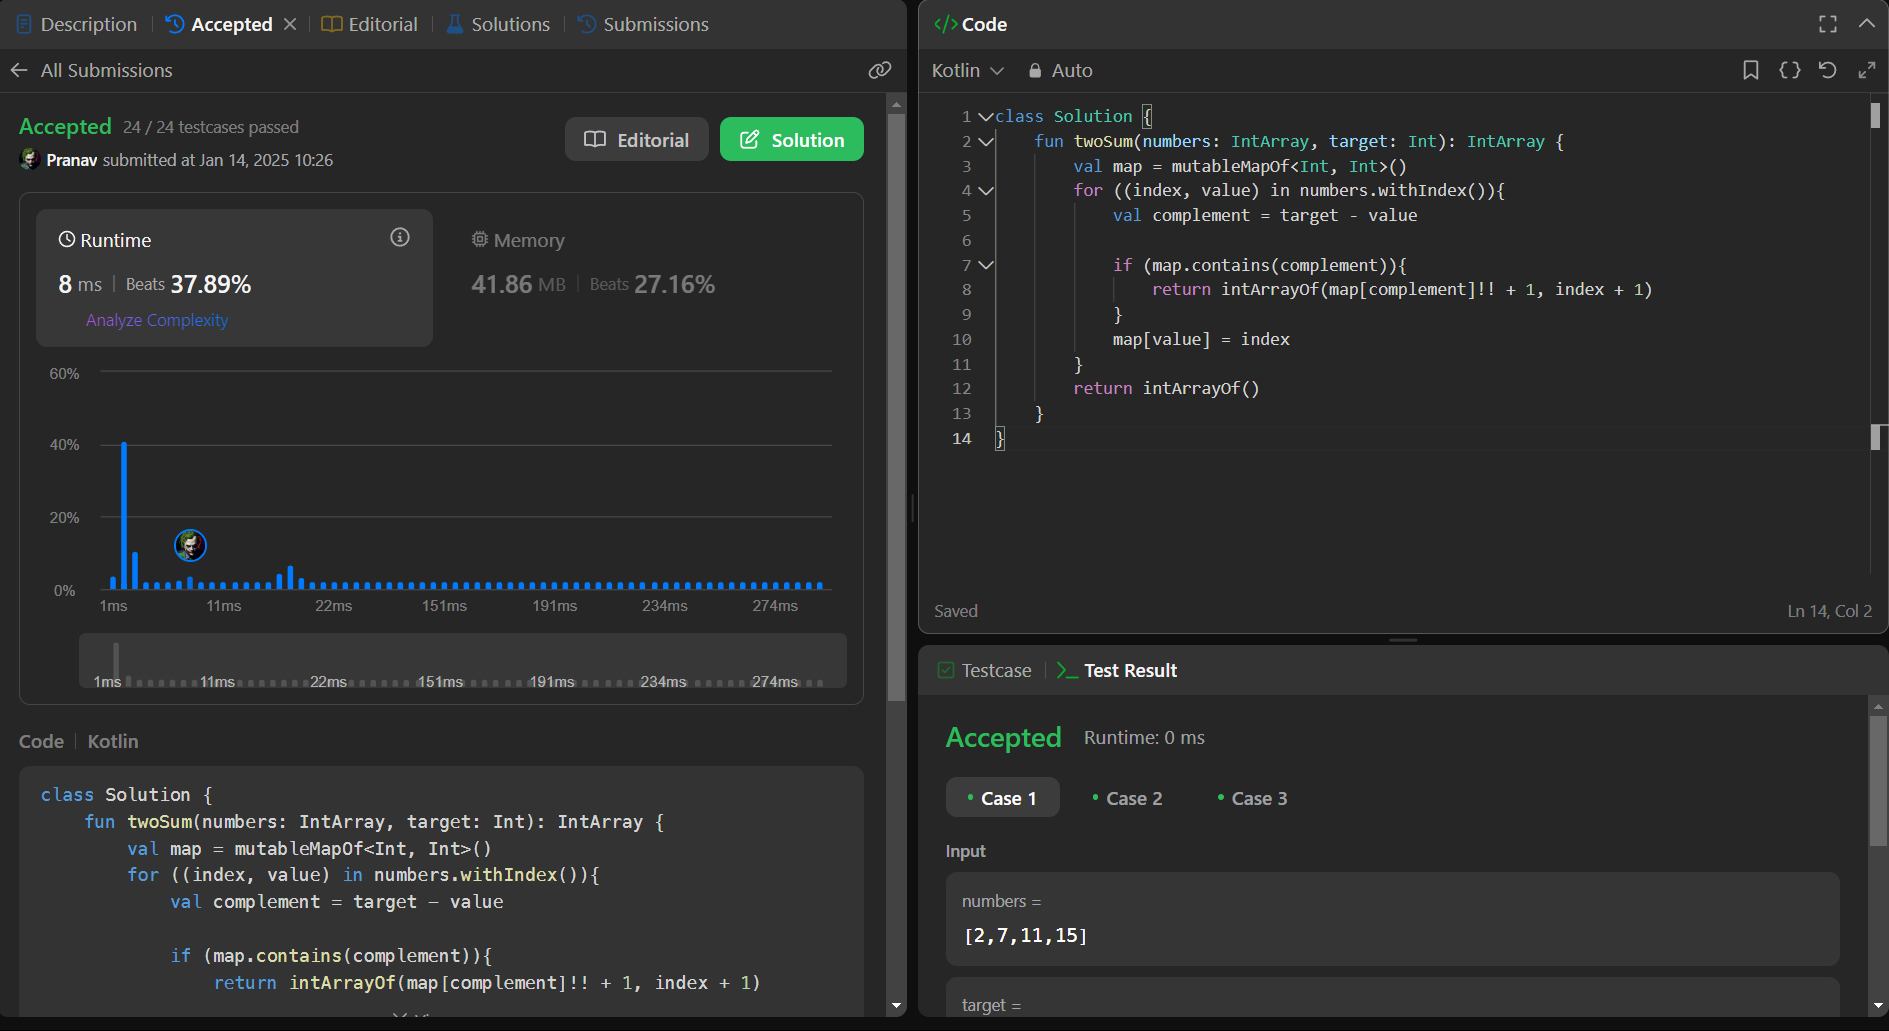 Description
Accepted
Editorial
Solutions
Submissions
All Submissions
Accepted 24 / 24 testcases passed
Pranav submitted at Jan 14, 2025 10:26
Editorial
Solution
Runtime
8 ms | Beats 37.89%
Analyze Complexity
Memory
41.86 MB | Beats 27.16%
60%
40%
20%
0%
1ms 11ms 22ms 151ms 191ms 234ms 274ms
1ms 11ms 22ms 151ms 191ms 234ms 274ms
Code | Kotlin
class Solution {
    fun twoSum(numbers: IntArray, target: Int): IntArray {
        val map = mutableMapOf<Int, Int>()
        for ((index, value) in numbers.withIndex()){
            val complement = target - value
            if (map.contains(complement)){
                return intArrayOf(map[complement]!! + 1, index + 1)
</> Code
Kotlin
Auto
1 class Solution {
2     fun twoSum(numbers: IntArray, target: Int): IntArray {
3         val map = mutableMapOf<Int, Int>()
4         for ((index, value) in numbers.withIndex()){
5             val complement = target - value
6
7             if (map.contains(complement)){
8                 return intArrayOf(map[complement]!! + 1, index + 1)
9             }
10             map[value] = index
11         }
12         return intArrayOf()
13     }
14 }
Saved
Ln 14, Col 2
Testcase
Test Result
Accepted Runtime: 0 ms
Case 1
Case 2
Case 3
Input
numbers =
[2,7,11,15]
target =